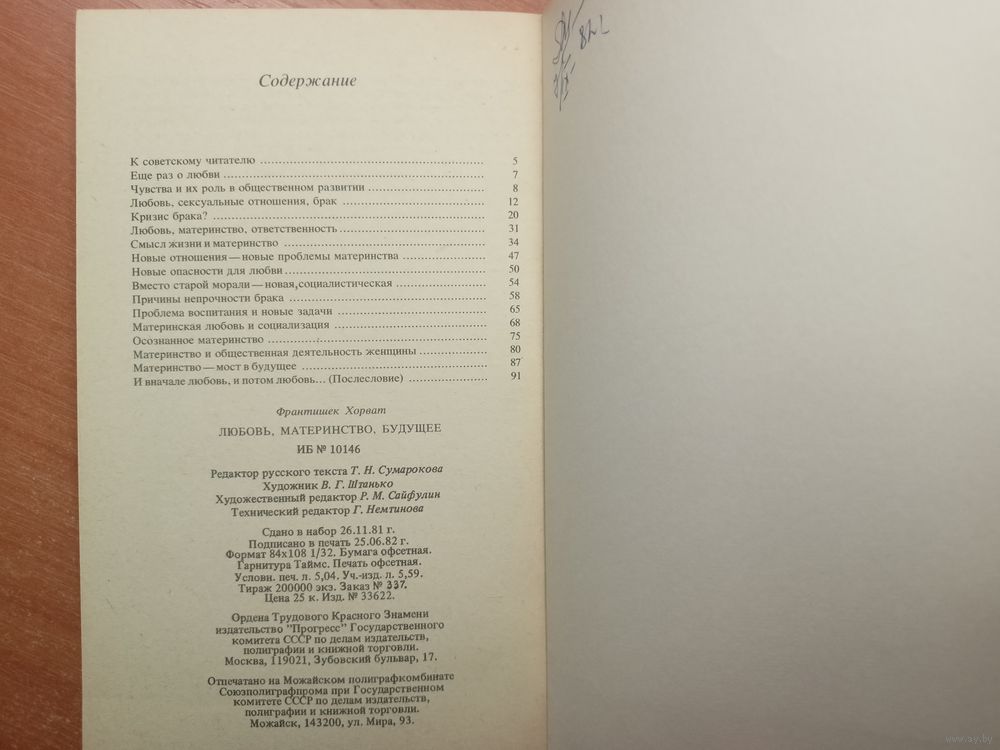 Содержание
К советскому читателю ........ 5
Еще раз о любви ........ 7
Чувства и их роль в общественном развитии ........ 8
Любовь, сексуальные отношения, брак ........ 12
Кризис брака? ........ 20
Любовь, материнство, ответственность ........ 31
Смысл жизни и материнство ........ 34
Новые отношения — новые проблемы материнства ........ 47
Новые опасности для любви ........ 50
Вместо старой морали — новая, социалистическая ........ 54
Причины непрочности брака ........ 58
Проблема воспитания и новые задачи ........ 65
Материнская любовь и социализация ........ 68
Осознанное материнство ........ 75
Материнство и общественная деятельность женщины ........ 80
Материнство — мост в будущее ........ 87
И вначале любовь, и потом любовь... (Послесловие) ........ 91
Франтишек Хорват
ЛЮБОВЬ, МАТЕРИНСТВО, БУДУЩЕЕ
ИБ № 10146
Редактор русского текста Т. Н. Сумарокова
Художник В. Г. Штанько
Художественный редактор Р. М. Сайфулин
Технический редактор Г. Немтинова
Сдано в набор 26.11.81 г.
Подписано в печать 25.06.82 г.
Формат 84x108 1/32. Бумага офсетная.
Гарнитура Таймс. Печать офсетная.
Условн. печ. л. 5,04. Уч.-изд. л. 5,59.
Тираж 200000 экз. Заказ № 337.
Цена 25 к. Изд. № 33622.
Ордена Трудового Красного Знамени
издательство "Прогресс" Государственного
комитета СССР по делам издательств,
полиграфии и книжной торговли.
Москва, 119021, Зубовский бульвар, 17.
Отпечатано на Можайском полиграфкомбинате
Союзполиграфпрома при Государственном
комитете СССР по делам издательств,
полиграфии и книжной торговли.
Можайск, 143200, ул. Мира, 93.
www.ay.by